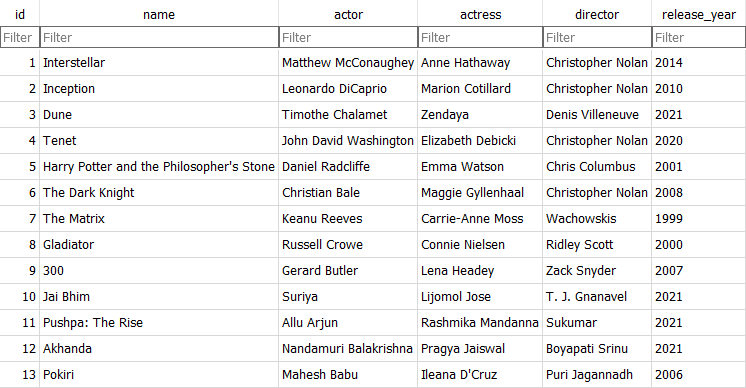 id name actor actress director release_year
Filter Filter Filter Filter Filter Filter
1 Interstellar Matthew McConaughey Anne Hathaway Christopher Nolan 2014
2 Inception Leonardo DiCaprio Marion Cotillard Christopher Nolan 2010
3 Dune Timothe Chalamet Zendaya Denis Villeneuve 2021
4 Tenet John David Washington Elizabeth Debicki Christopher Nolan 2020
5 Harry Potter and the Philosopher's Stone Daniel Radcliffe Emma Watson Chris Columbus 2001
6 The Dark Knight Christian Bale Maggie Gyllenhaal Christopher Nolan 2008
7 The Matrix Keanu Reeves Carrie-Anne Moss Wachowskis 1999
8 Gladiator Russell Crowe Connie Nielsen Ridley Scott 2000
9 300 Gerard Butler Lena Headey Zack Snyder 2007
10 Jai Bhim Suriya Lijomol Jose T. J. Gnanavel 2021
11 Pushpa: The Rise Allu Arjun Rashmika Mandanna Sukumar 2021
12 Akhanda Nandamuri Balakrishna Pragya Jaiswal Boyapati Srinu 2021
13 Pokiri Mahesh Babu Ileana D'Cruz Puri Jagannadh 2006